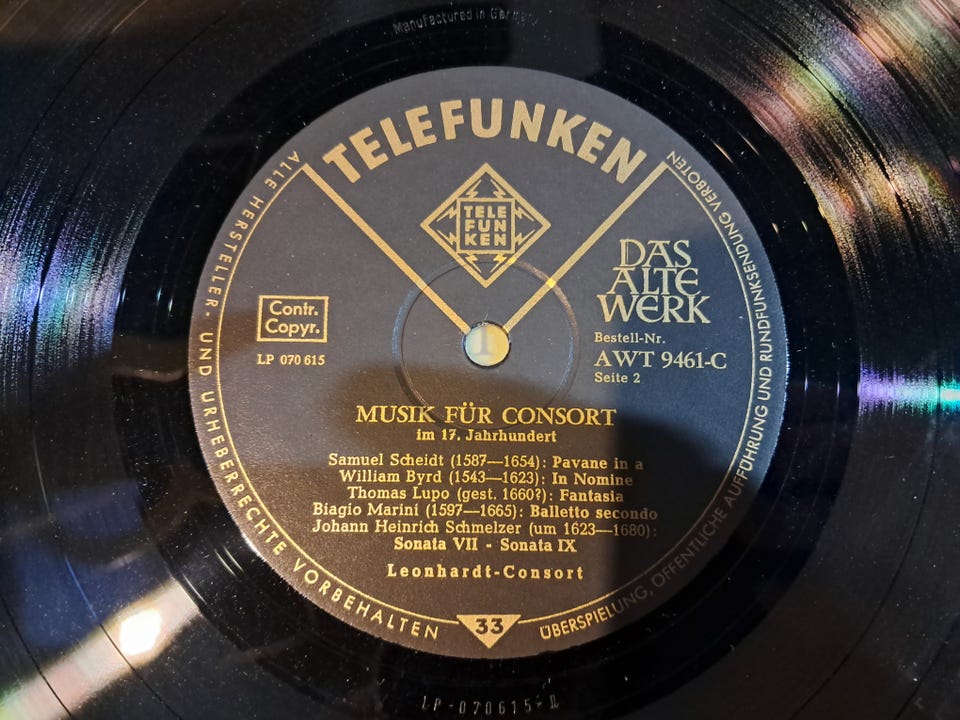 Manufactured in Germany
TELEFUNKEN
TELE
FUN
KEN
DAS
ALTE
WERK
Contr.
Copyr.
LP 070 615
Bestell-Nr.
AWT 9461-C
Seite 2
MUSIK FÜR CONSORT
im 17. Jahrhundert
Samuel Scheidt (1587—1654): Pavane in a
William Byrd (1543—1623): In Nomine
Thomas Lupo (gest. 1660?): Fantasia
Biagio Marini (1597—1665): Balletto secondo
Johann Heinrich Schmelzer (um 1623—1680):
Sonata VII - Sonata IX
Leonhardt-Consort
33
ALLE HERSTELLER- UND URHEBERRECHTE VORBEHALTEN
ÜBERSPIELUNG, ÖFFENTLICHE AUFFÜHRUNG UND RUNDFUNKSENDUNG VERBOTEN
LP-070615-II